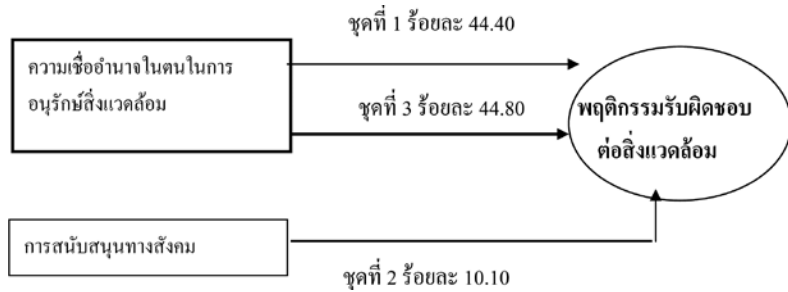 ชุดที่ 1 ร้อยละ 44.40
ความเชื่ออำนาจในตนในการ
อนุรักษ์สิ่งแวดล้อม
ชุดที่ 3 ร้อยละ 44.80
พฤติกรรมรับผิดชอบ
ต่อสิ่งแวดล้อม
การสนับสนุนทางสังคม
ชุดที่ 2 ร้อยละ 10.10